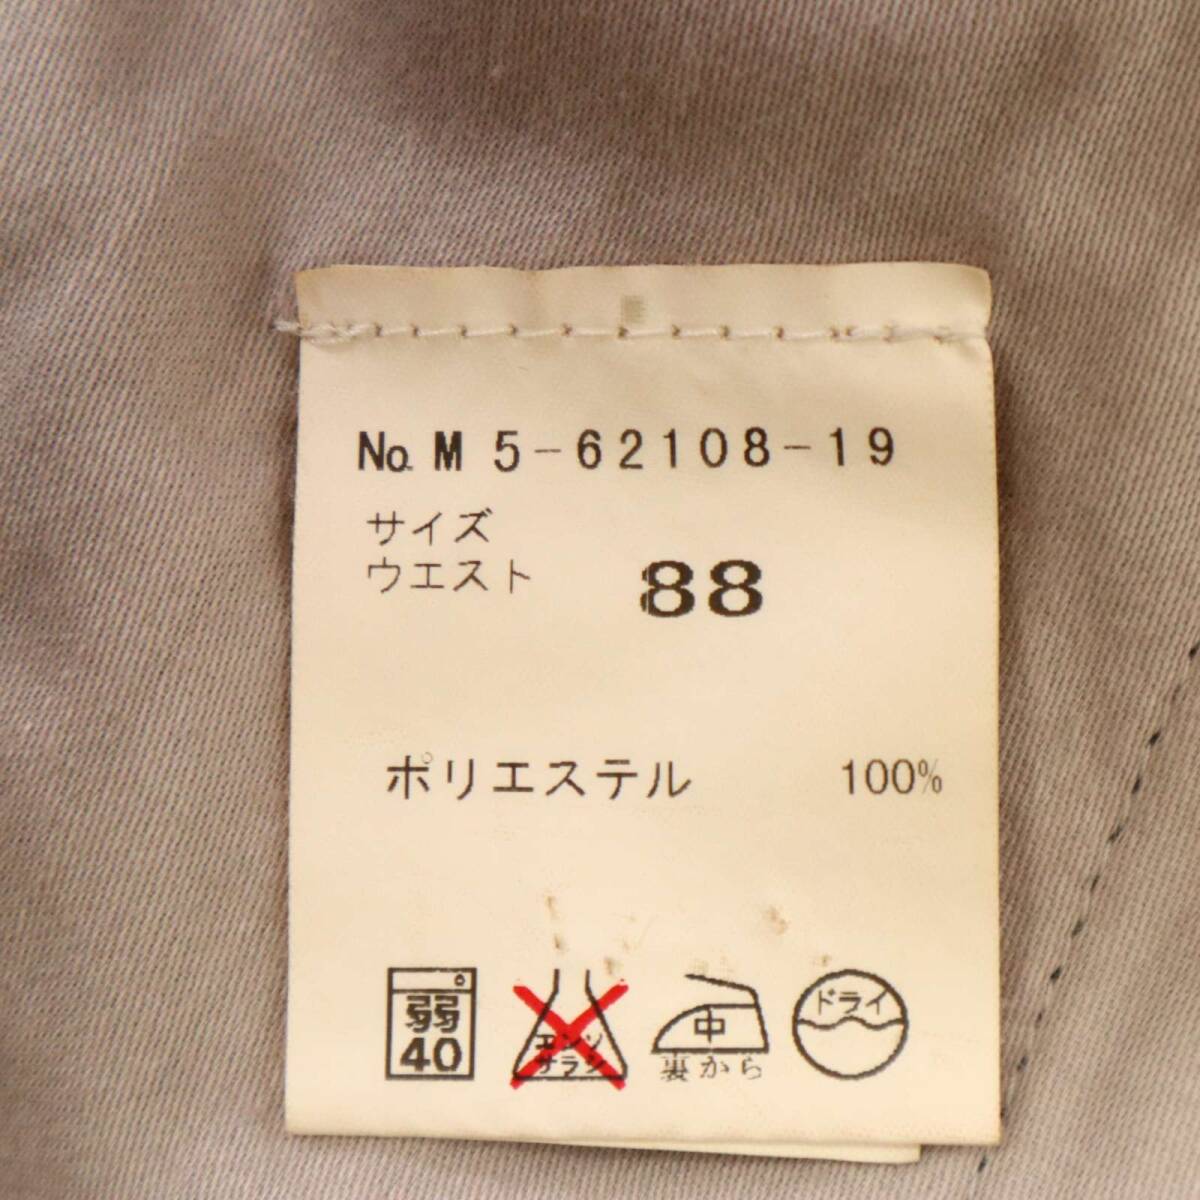 No. M 5-62108-19
サイズ
ウエスト 88
ポリエステル 100%
弱
40
エンソ
サラシ
中
裏から
ドライ